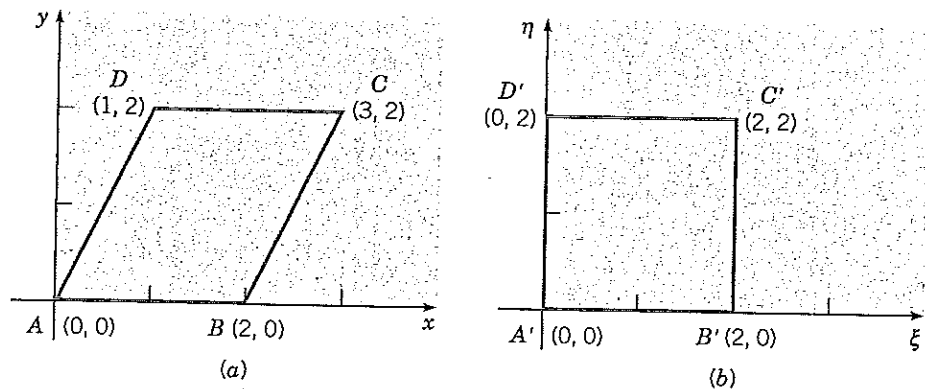 y
D
(1, 2)
C
(3, 2)
A (0, 0)
B (2, 0)
x
(a)
η
D′
(0, 2)
C′
(2, 2)
A′ (0, 0)
B′ (2, 0)
ξ
(b)